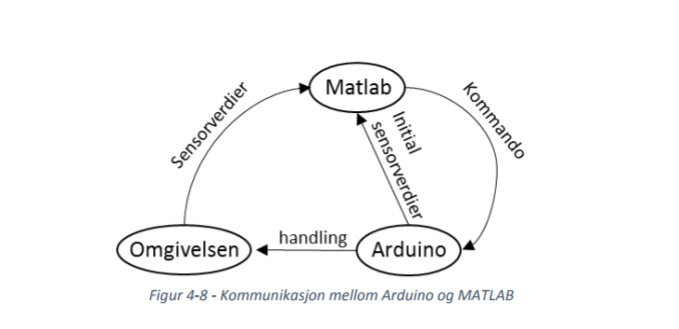 Matlab
Sensorverdier
Kommando
Initial
sensorverdier
Omgivelsen
handling
Arduino
Figur 4-8 - Kommunikasjon mellom Arduino og MATLAB